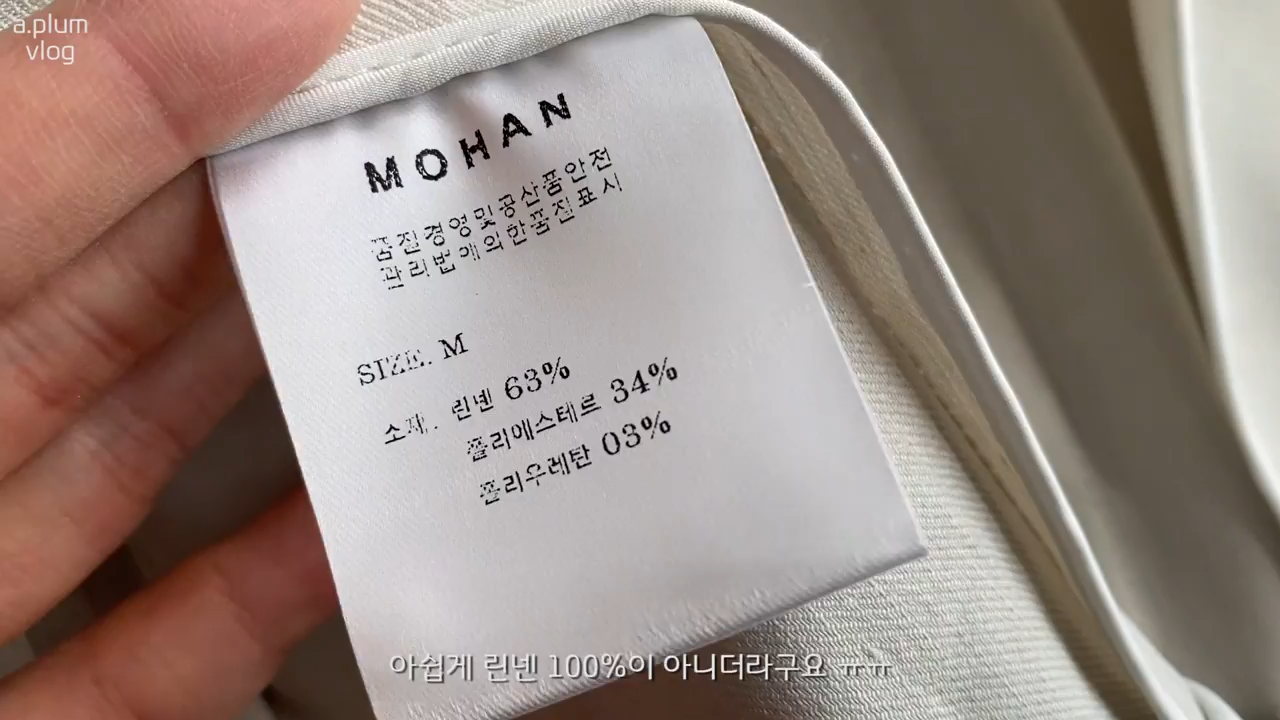 a.plum
vlog
MOHAN
품질경영및공산품안전
관리법에의한품질표시
SIZE. M
소재. 린넨 63%
폴리에스테르 34%
폴리우레탄 03%
아쉽게 린넨 100%이 아니더라구요 ㅠㅠ